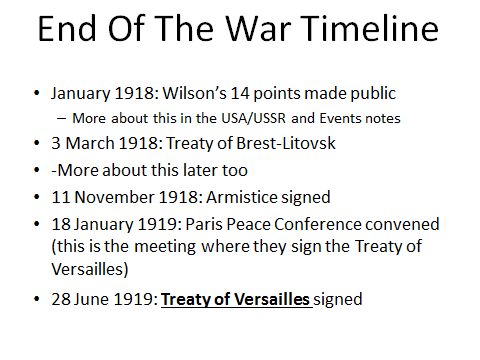 End Of The War Timeline
• January 1918: Wilson's 14 points made public
– More about this in the USA/USSR and Events notes
• 3 March 1918: Treaty of Brest-Litovsk
• -More about this later too
• 11 November 1918: Armistice signed
• 18 January 1919: Paris Peace Conference convened
(this is the meeting where they sign the Treaty of
Versailles)
• 28 June 1919: Treaty of Versailles signed